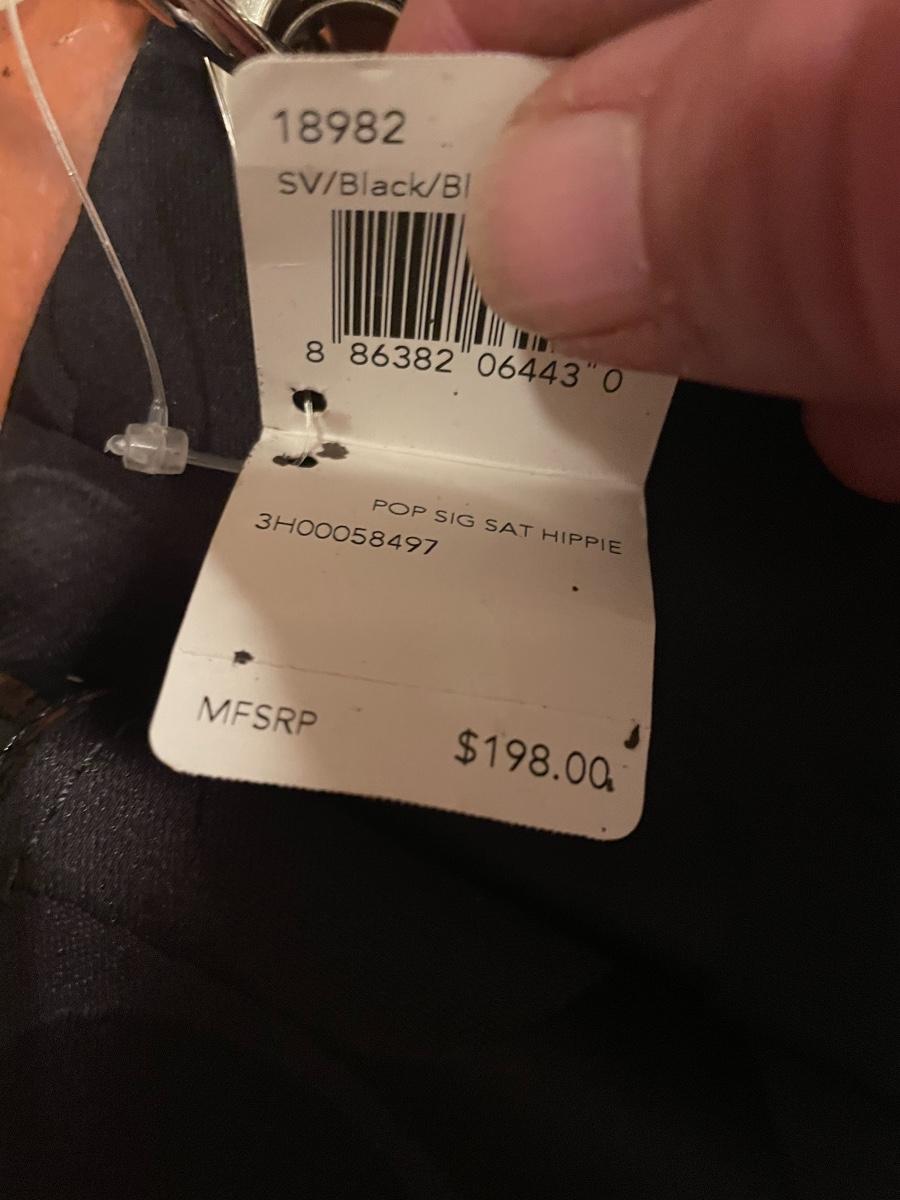 18982
SV/Black/Bl
8 86382 06443 0
POP SIG SAT HIPPIE
3H00058497
MFSRP
$198.00